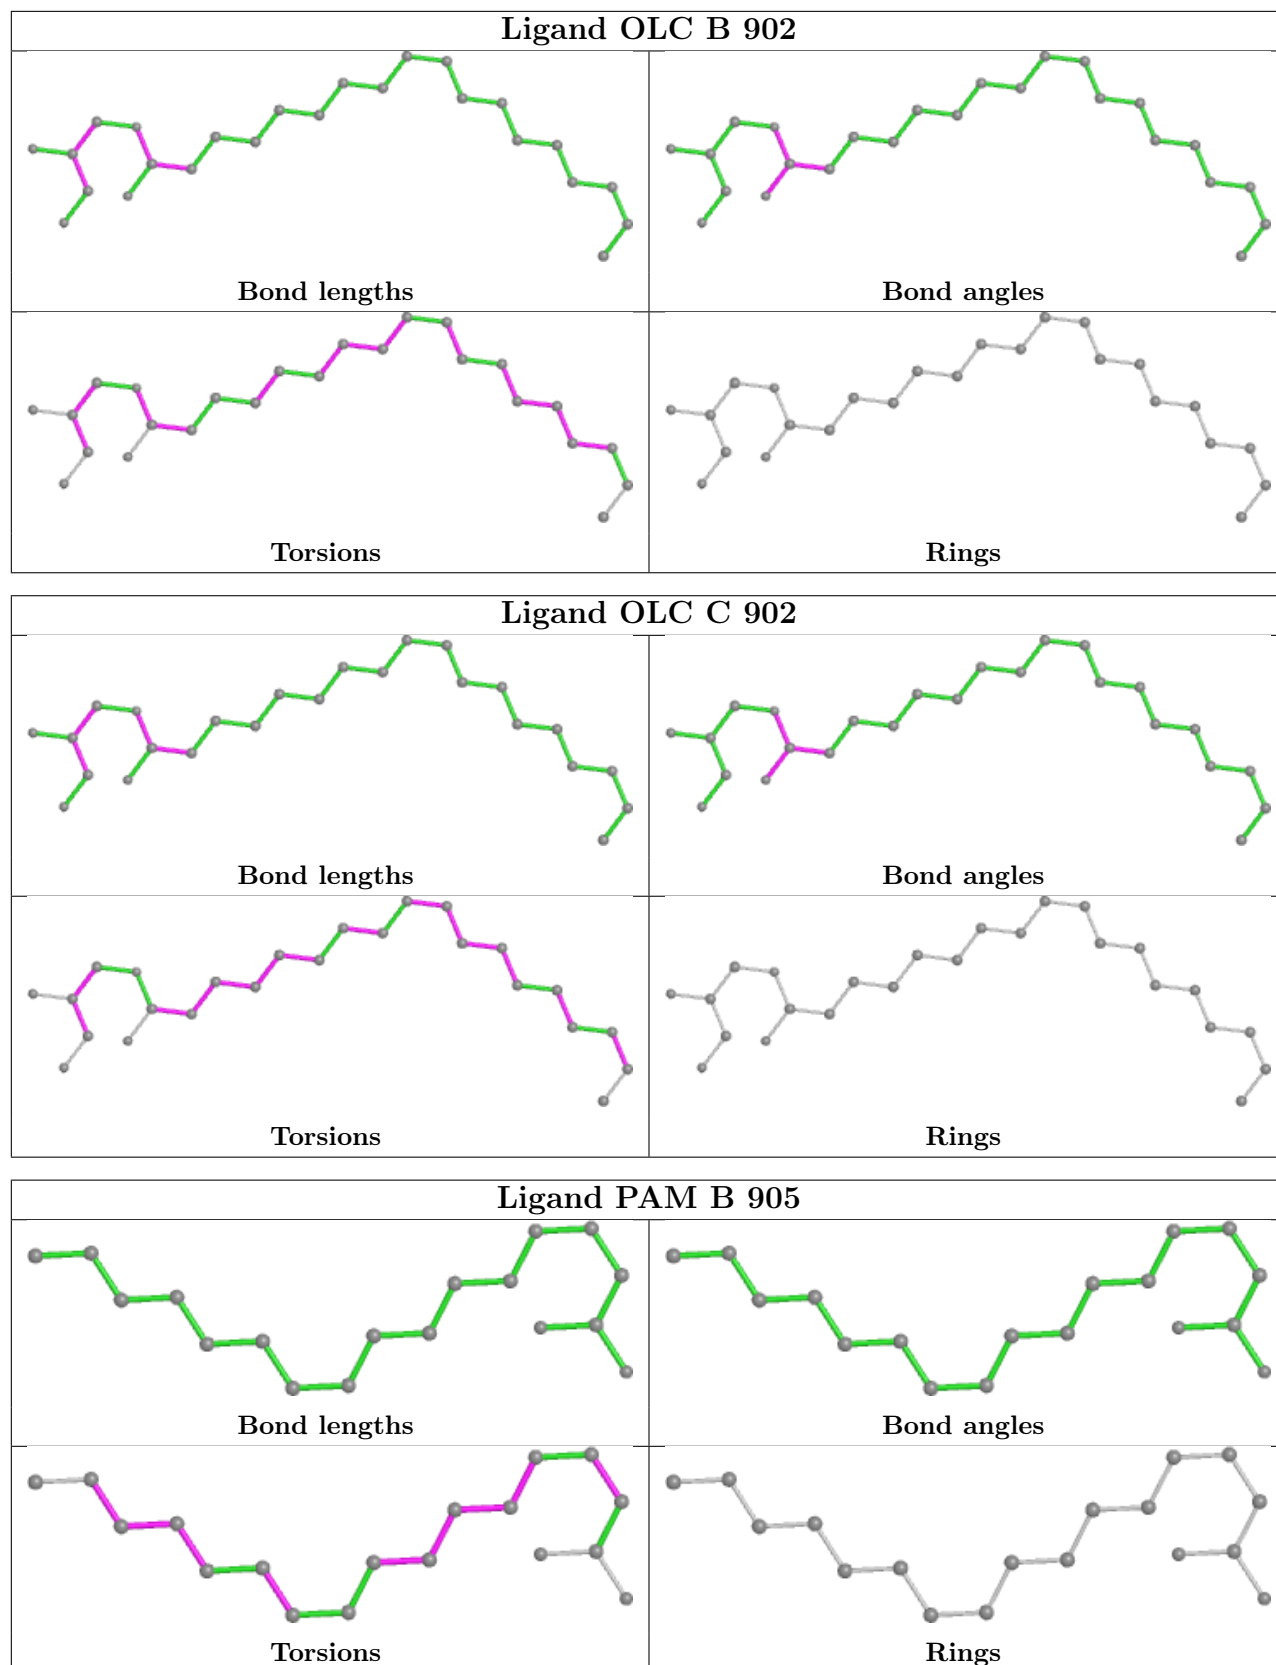 Ligand OLC B 902
Bond lengths
Bond angles
Torsions
Rings
Ligand OLC C 902
Bond lengths
Bond angles
Torsions
Rings
Ligand PAM B 905
Bond lengths
Bond angles
Torsions
Rings